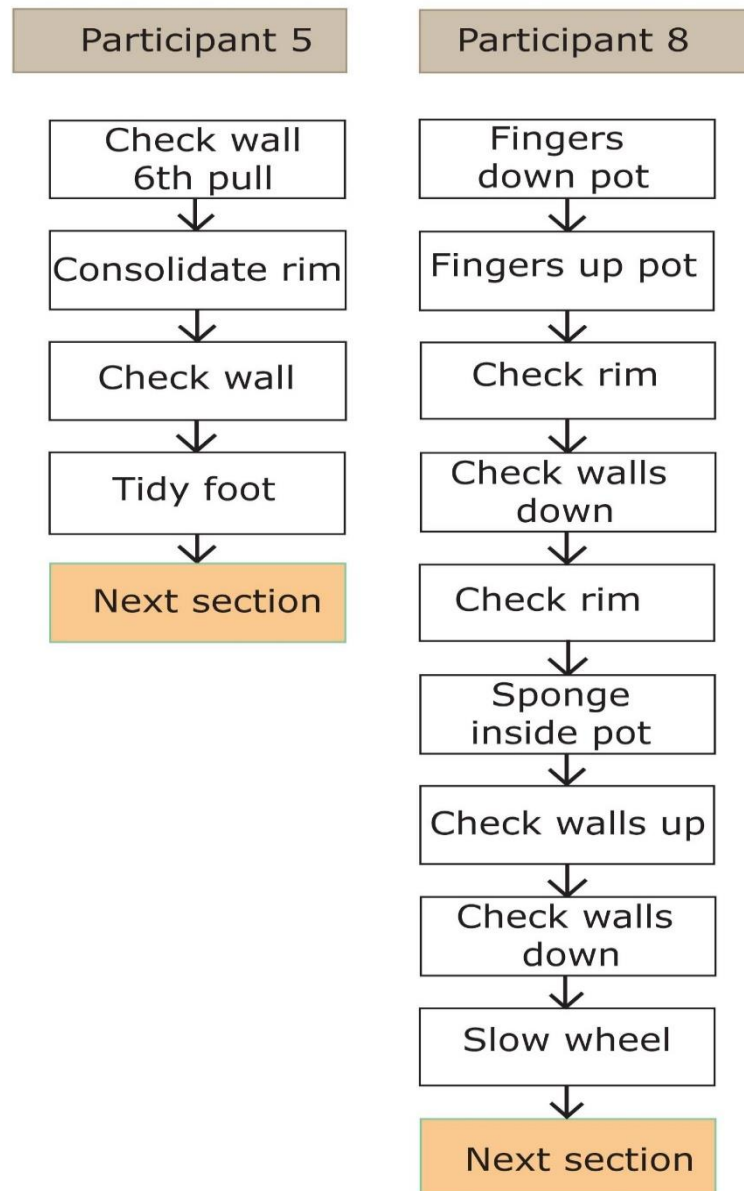 Participant 5
Check wall
6th pull
Consolidate rim
Check wall
Tidy foot
Next section
Participant 8
Fingers
down pot
Fingers up pot
Check rim
Check walls
down
Check rim
Sponge
inside pot
Check walls up
Check walls
down
Slow wheel
Next section